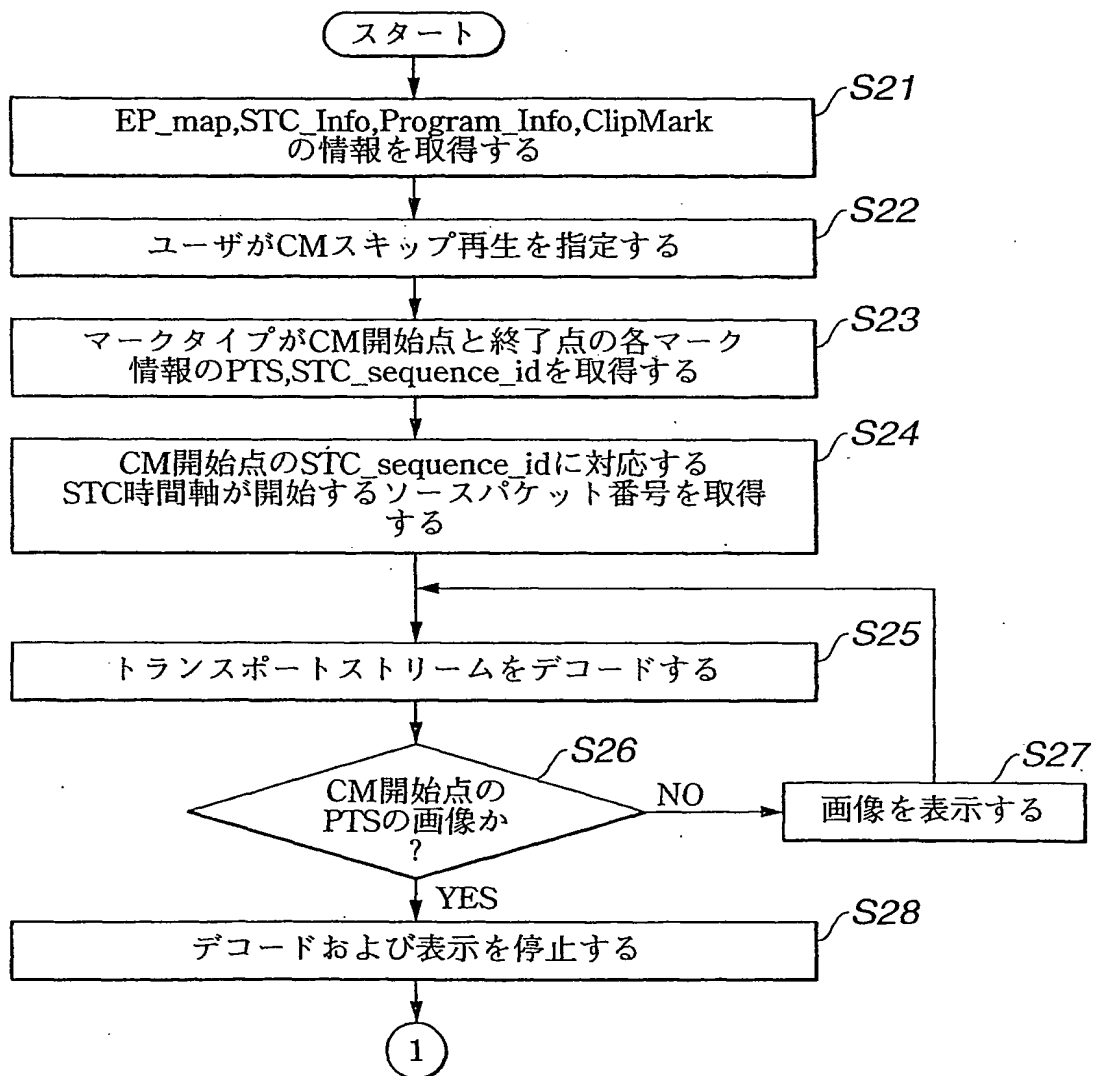 スタート
S21
EP_map,STC_Info,Program_Info,ClipMark
の情報を取得する
S22
ユーザがCMスキップ再生を指定する
S23
マークタイプがCM開始点と終了点の各マーク
情報のPTS,STC_sequence_idを取得する
S24
CM開始点のSTC_sequence_idに対応する
STC時間軸が開始するソースパケット番号を取得
する
S25
トランスポートストリームをデコードする
S26
CM開始点の
PTSの画像か
?
NO
S27
画像を表示する
YES
S28
デコードおよび表示を停止する
1